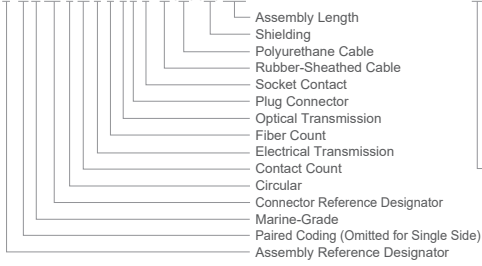 Assembly Length
Shielding
Polyurethane Cable
Rubber-Sheathed Cable
Socket Contact
Plug Connector
Optical Transmission
Fiber Count
Electrical Transmission
Contact Count
Circular
Connector Reference Designator
Marine-Grade
Paired Coding (Omitted for Single Side)
Assembly Reference Designator